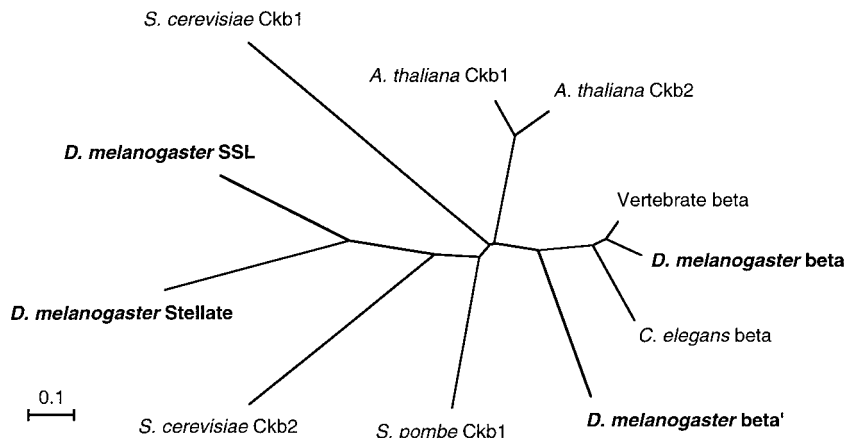 S. cerevisiae Ckb1
A. thaliana Ckb1
A. thaliana Ckb2
D. melanogaster SSL
Vertebrate beta
D. melanogaster beta
D. melanogaster Stellate
C. elegans beta
0.1
S. cerevisiae Ckb2
S. pombe Ckb1
D. melanogaster beta'